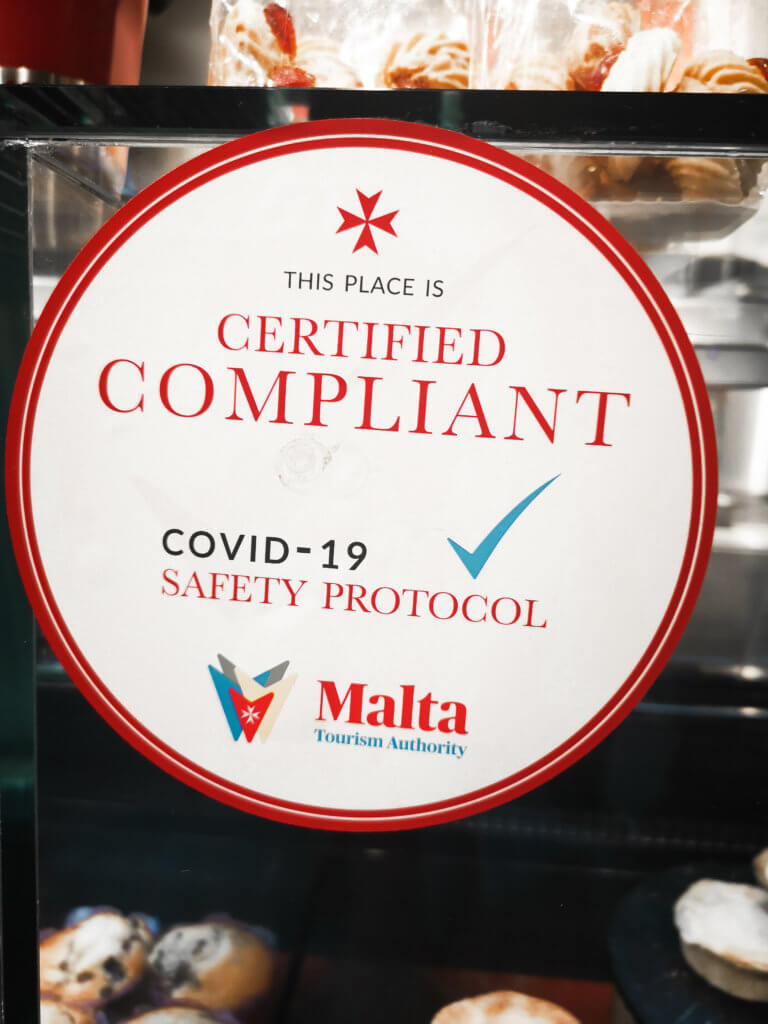 THIS PLACE IS
CERTIFIED
COMPLIANT
COVID-19
SAFETY PROTOCOL
Malta
Tourism Authority